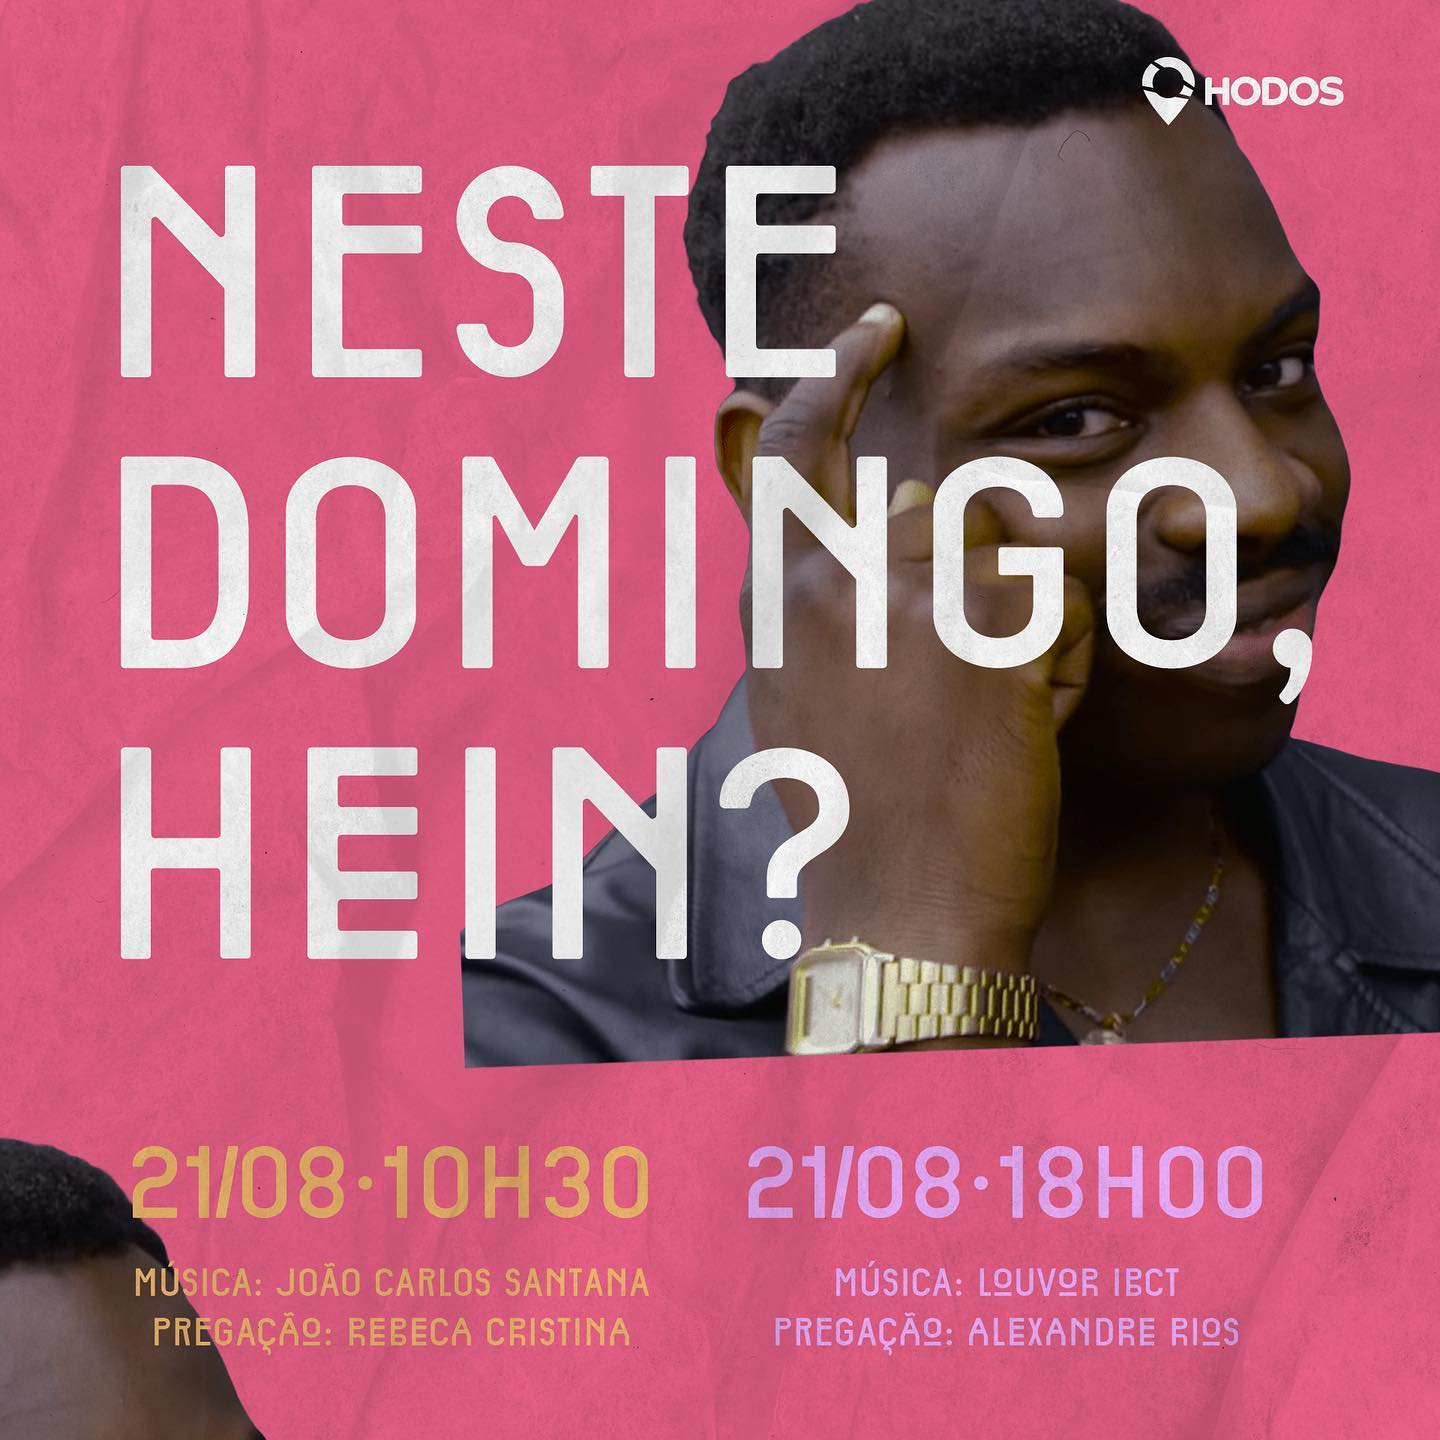 HODOS
NESTE
DOMINGO,
HEIN?
21/08·10H30
MÚSICA: JOÃO CARLOS SANTANA
PREGAÇÃO: REBECA CRISTINA
21/08·18H00
MÚSICA: LOUVOR IBCT
PREGAÇÃO: ALEXANDRE RIOS